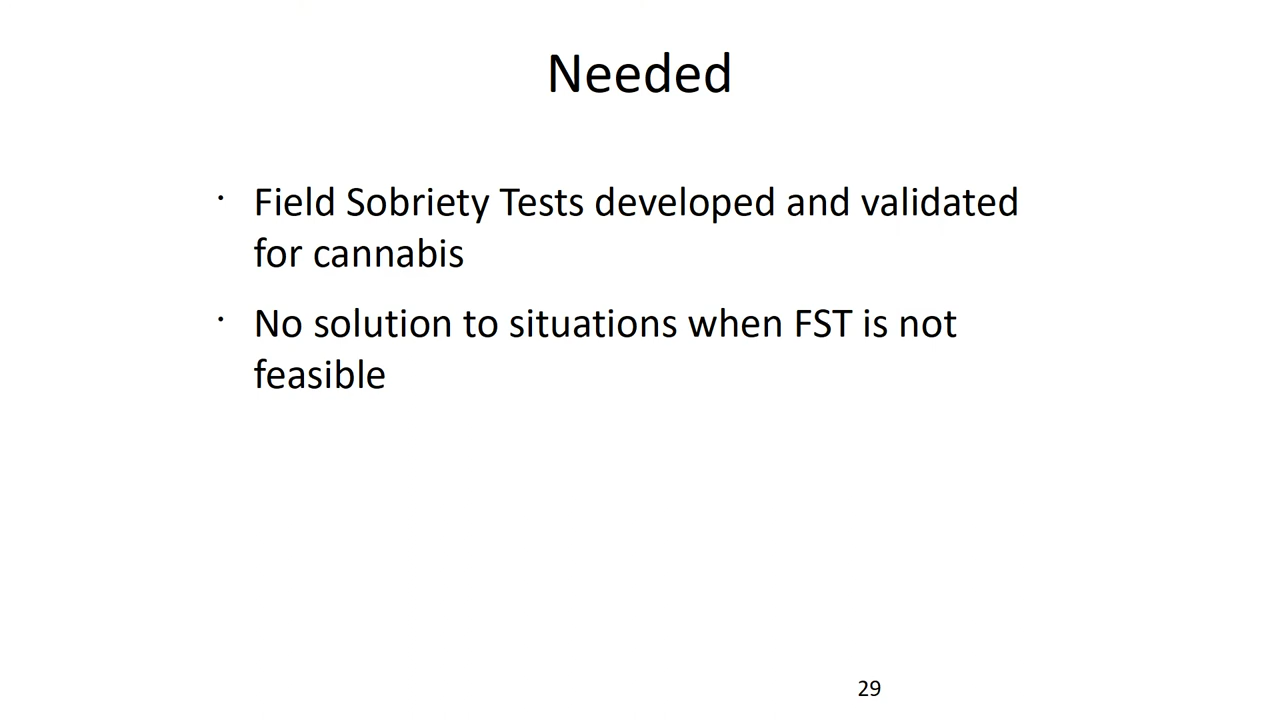 Needed
· Field Sobriety Tests developed and validated
for cannabis
· No solution to situations when FST is not
feasible
29